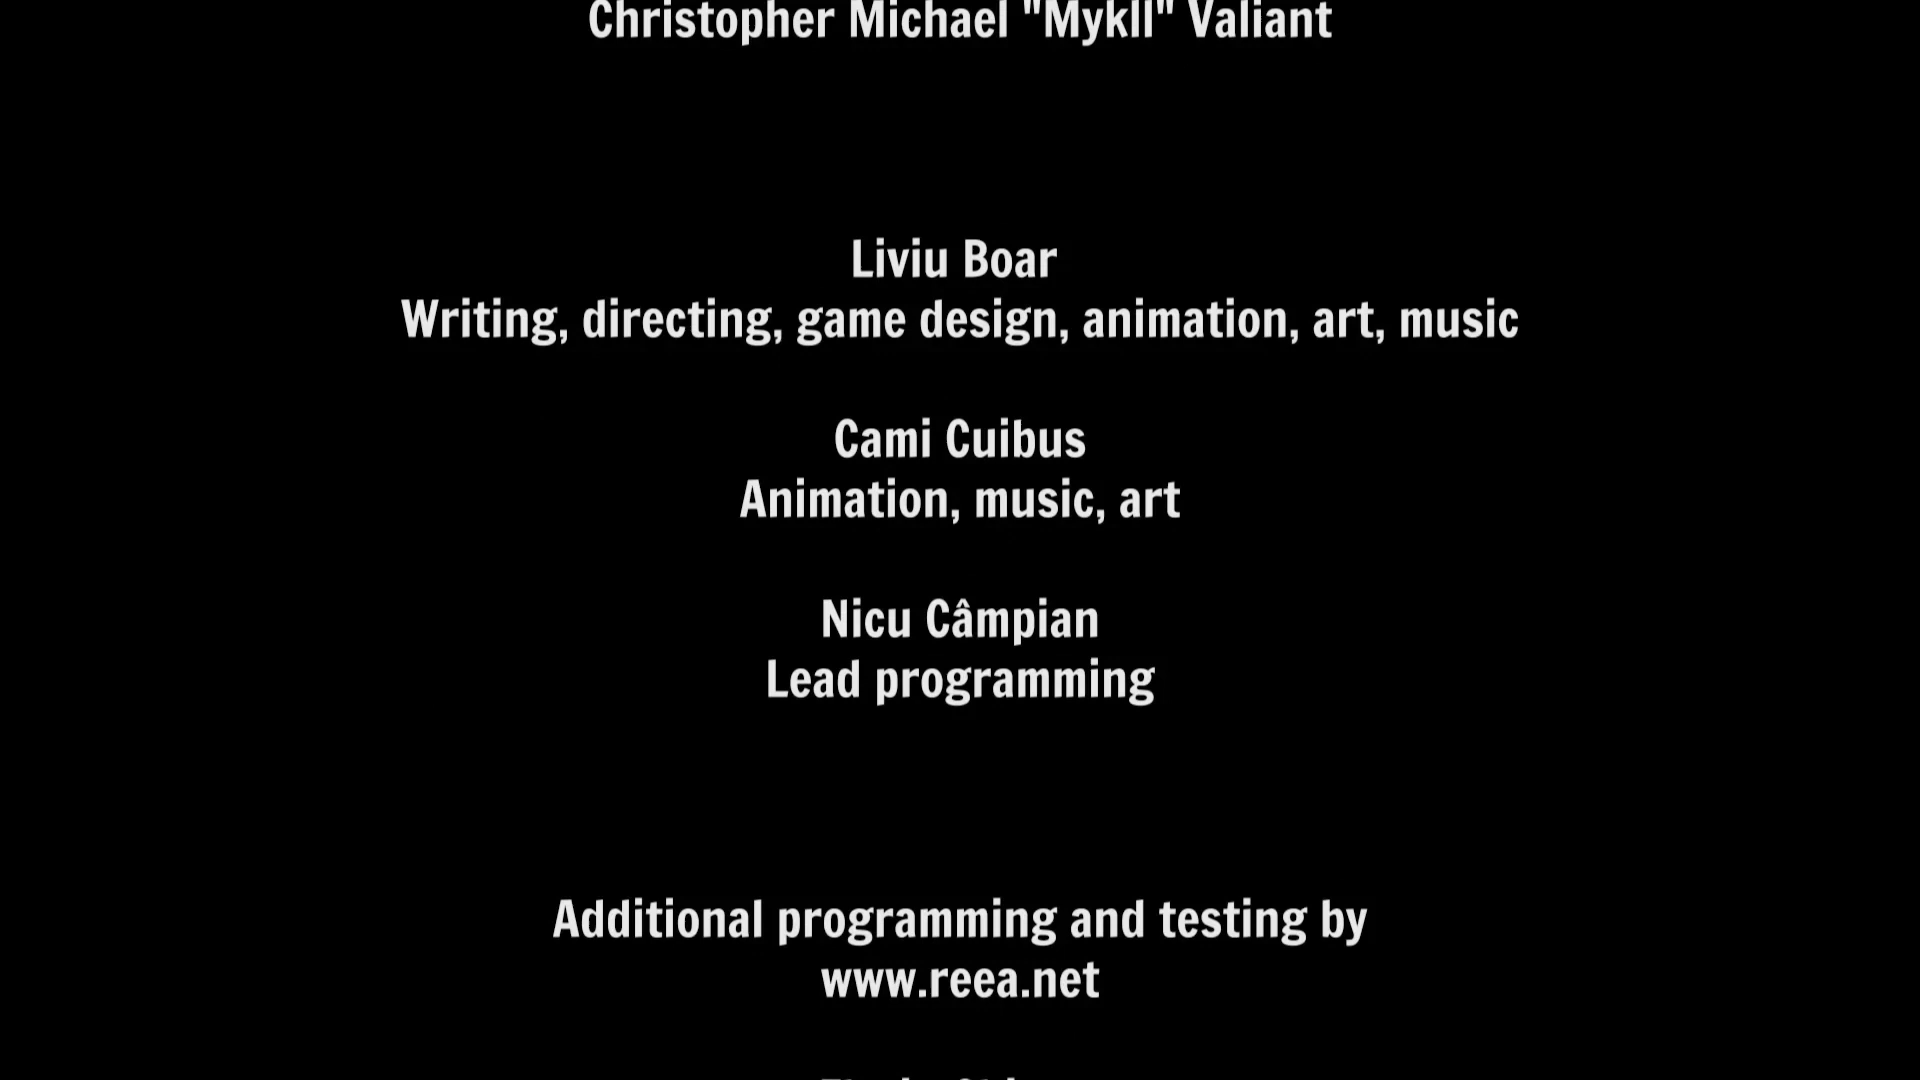 Christopher Michael "Mykll" Valiant
Liviu Boar
Writing, directing, game design, animation, art, music
Cami Cuibus
Animation, music, art
Nicu Câmpian
Lead programming
Additional programming and testing by
www.reea.net